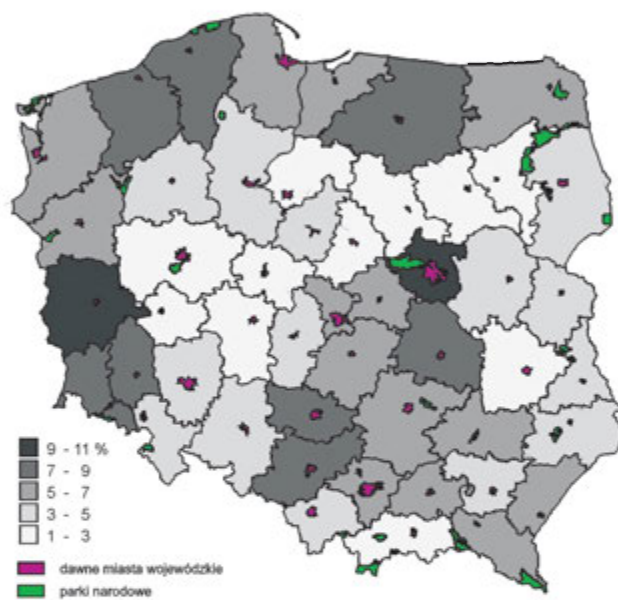 9 - 11 %
7 - 9
5 - 7
3 - 5
1 - 3
dawne miasta wojewódzkie
parki narodowe